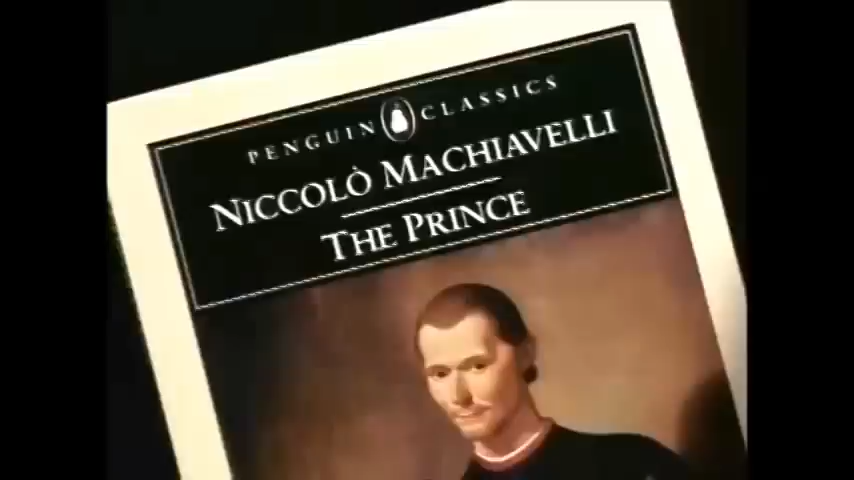 PENGUIN CLASSICS
NICCOLÒ MACHIAVELLI
THE PRINCE